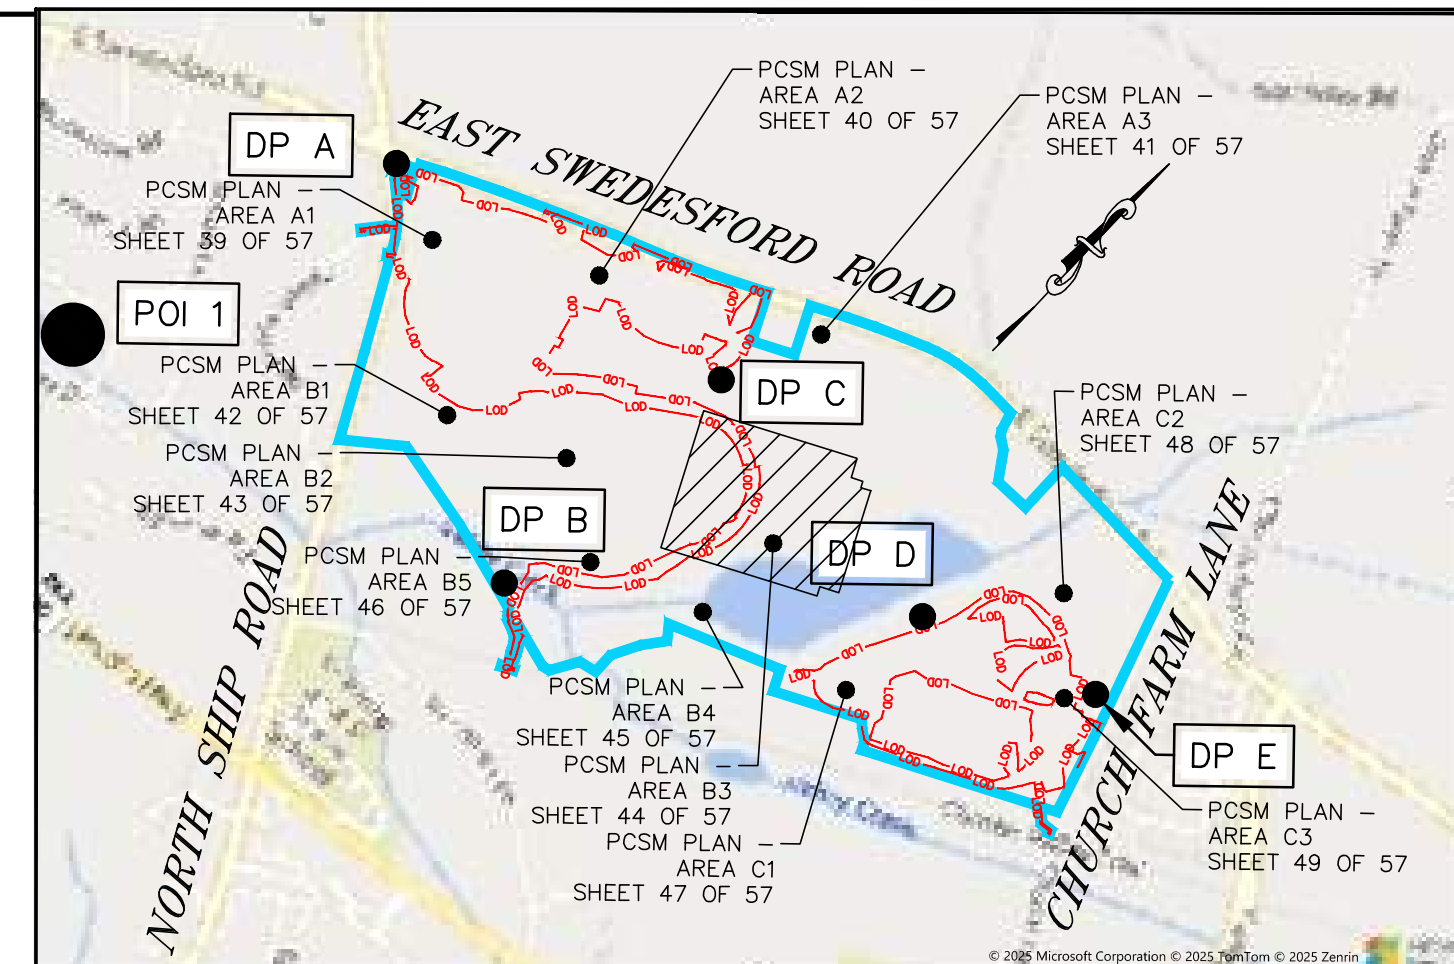 PCSM PLAN -
AREA A2
SHEET 40 OF 57
PCSM PLAN -
AREA A3
SHEET 41 OF 57
EAST SWEDESFORD ROAD
DP A
PCSM PLAN -
AREA A1
SHEET 39 OF 57
POI 1
PCSM PLAN -
AREA B1
SHEET 42 OF 57
DP C
PCSM PLAN -
AREA C2
SHEET 48 OF 57
PCSM PLAN -
AREA B2
SHEET 43 OF 57
DP B
DP D
PCSM PLAN -
AREA B5
SHEET 46 OF 57
NORTH SHIP ROAD
CHURCH FARM LANE
PCSM PLAN -
AREA B4
SHEET 45 OF 57
PCSM PLAN -
AREA B3
SHEET 44 OF 57
PCSM PLAN -
AREA C1
SHEET 47 OF 57
DP E
PCSM PLAN -
AREA C3
SHEET 49 OF 57
LOD
© 2025 Microsoft Corporation © 2025 TomTom © 2025 Zenrin